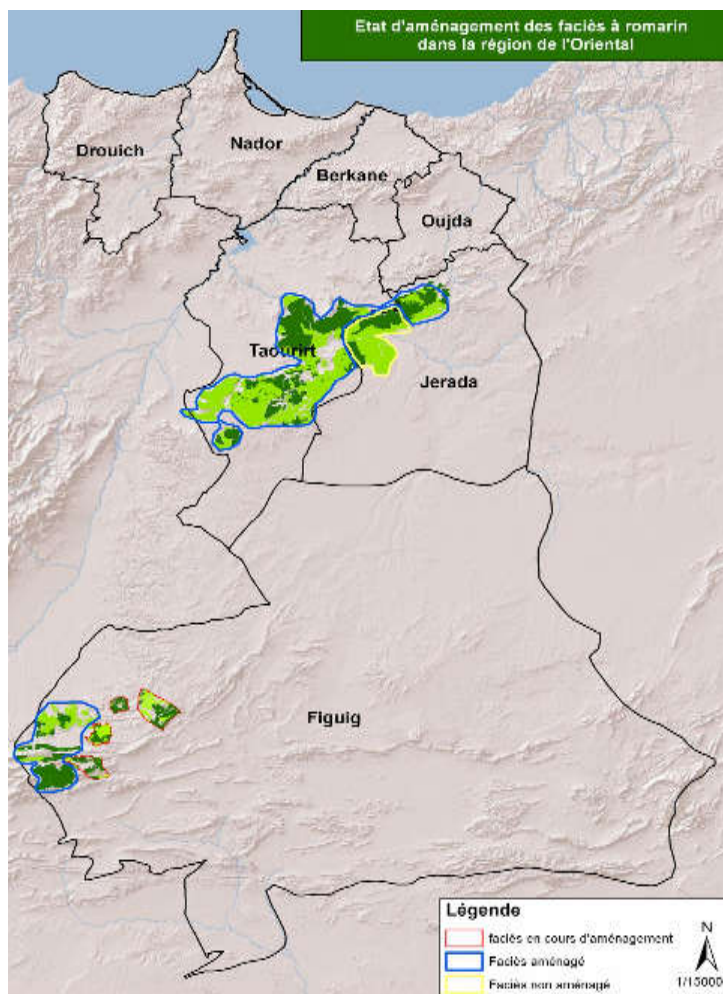 Etat d'aménagement des faciès à romarin
dans la région de l'Oriental
Drouich
Nador
Berkane
Oujda
Taourirt
Jerada
Figuig
Légende
faciès en cours d'aménagement
Faciès aménagé
Faciès non aménagé
N